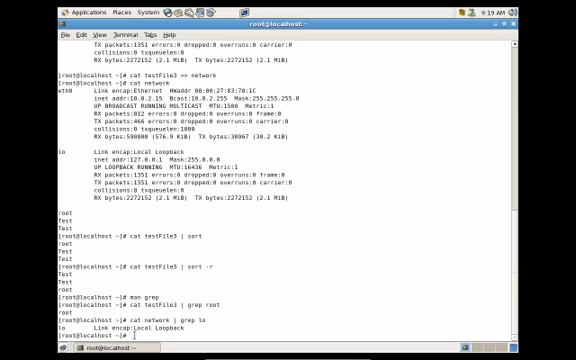 Applications Places System
9:19 AM
root@localhost:~
File Edit View Terminal Tabs Help
TX packets:1351 errors:0 dropped:0 overruns:0 carrier:0
collisions:0 txqueuelen:0
RX bytes:2272152 (2.1 MiB) TX bytes:2272152 (2.1 MiB)
[root@localhost ~]# cat testFile3 >> network
[root@localhost ~]# cat network
eth0 Link encap:Ethernet HWaddr 08:00:27:83:78:1C
inet addr:10.0.2.15 Bcast:10.0.2.255 Mask:255.255.255.0
UP BROADCAST RUNNING MULTICAST MTU:1500 Metric:1
RX packets:812 errors:0 dropped:0 overruns:0 frame:0
TX packets:466 errors:0 dropped:0 overruns:0 carrier:0
collisions:0 txqueuelen:1000
RX bytes:590800 (576.9 KiB) TX bytes:30967 (30.2 KiB)
lo Link encap:Local Loopback
inet addr:127.0.0.1 Mask:255.0.0.0
UP LOOPBACK RUNNING MTU:16436 Metric:1
RX packets:1351 errors:0 dropped:0 overruns:0 frame:0
TX packets:1351 errors:0 dropped:0 overruns:0 carrier:0
collisions:0 txqueuelen:0
RX bytes:2272152 (2.1 MiB) TX bytes:2272152 (2.1 MiB)
root
Test
Test
[root@localhost ~]# cat testFile3 | sort
root
Test
Test
[root@localhost ~]# cat testFile3 | sort -r
Test
Test
root
[root@localhost ~]# man grep
[root@localhost ~]# cat testFile3 | grep root
root
[root@localhost ~]# cat network | grep lo
lo Link encap:Local Loopback
[root@localhost ~]#
root@localhost:~